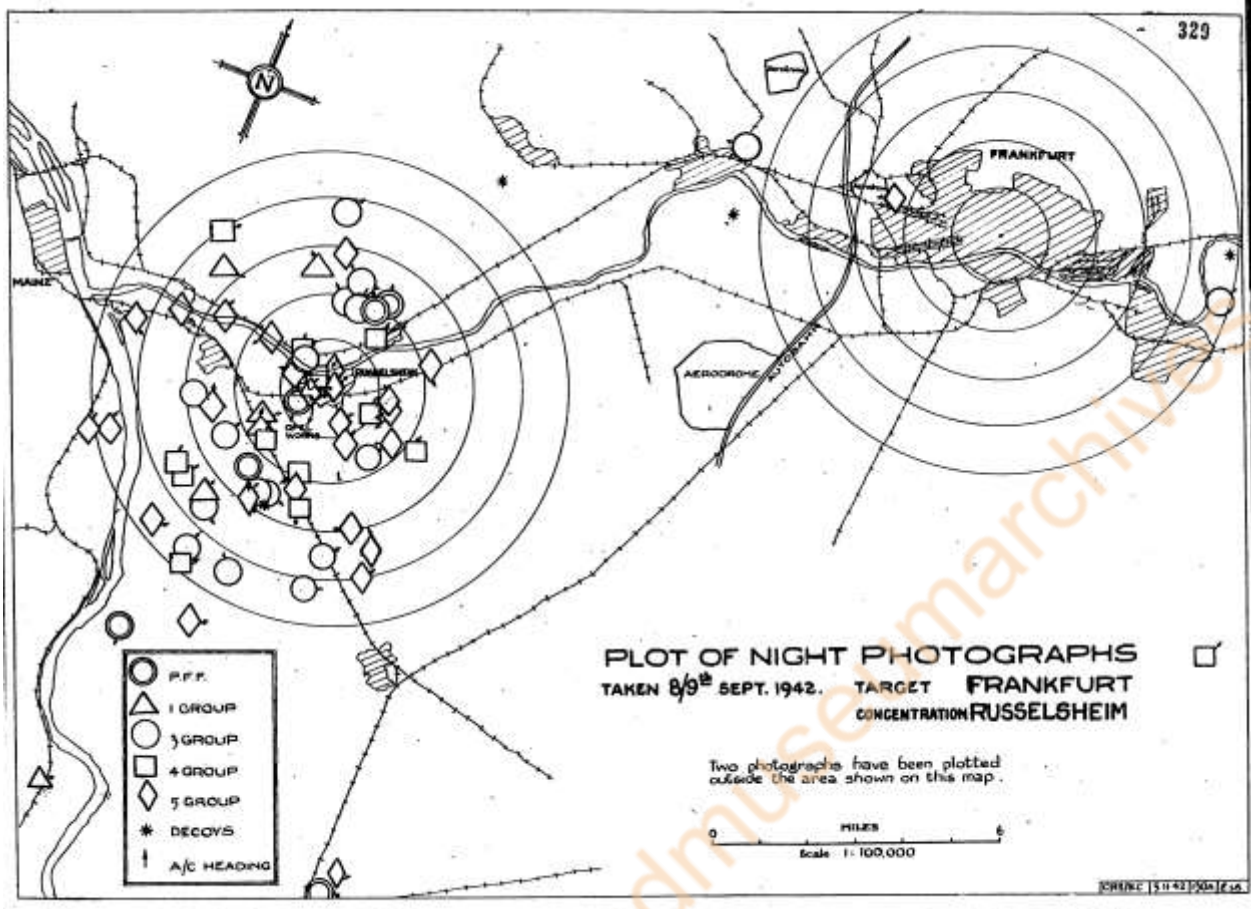 329
N
FRANKFURT
MAINZ
RUSSELSHEIM
AERODROME
AUTOBAHN
OPEL
WORKS
PLOT OF NIGHT PHOTOGRAPHS
TAKEN 8/9th SEPT. 1942. TARGET FRANKFURT
CONCENTRATION RUSSELSHEIM
P.F.F.
1 GROUP
3 GROUP
4 GROUP
5 GROUP
DECOYS
A/C HEADING
Two photographs have been plotted
outside the area shown on this map.
0 MILES 6
Scale 1:100,000
dmuseumarchives